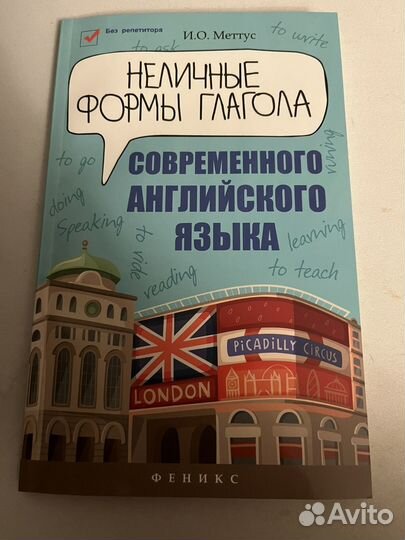 Без репетитора
И.О. Меттус
to ask
to write
НЕЛИЧНЫЕ
ФОРМЫ ГЛАГОЛА
to go
СОВРЕМЕННОГО
doing
АНГЛИЙСКОГО
Speaking
ЯЗЫКА
to ride
reading
learning
to teach
PICADILLY CIRCUS
LONDON
ФЕНИКС
Avito